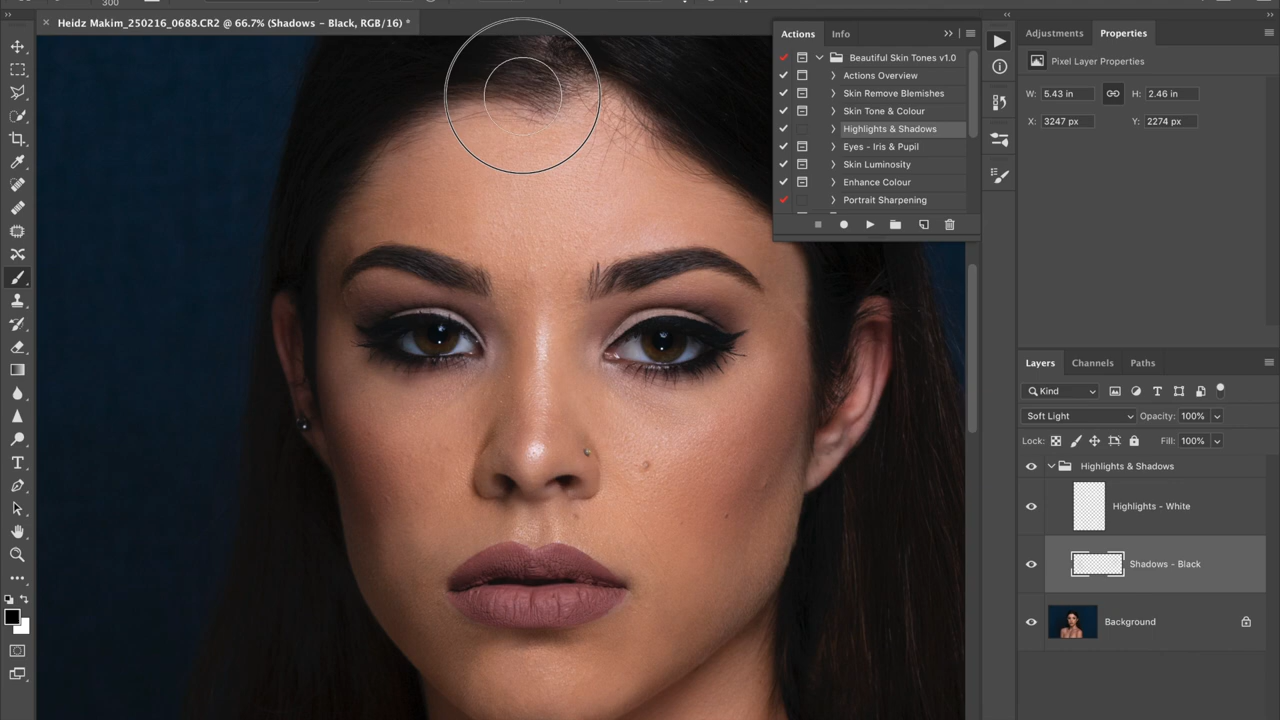 300
Heidz Makim_250216_0688.CR2 @ 66.7% (Shadows - Black, RGB/16) *
Actions
Info
Beautiful Skin Tones v1.0
Actions Overview
Skin Remove Blemishes
Skin Tone & Colour
Highlights & Shadows
Eyes - Iris & Pupil
Skin Luminosity
Enhance Colour
Portrait Sharpening
Adjustments
Properties
Pixel Layer Properties
W: 5.43 in
H: 2.46 in
X: 3247 px
Y: 2274 px
Layers
Channels
Paths
Kind
Soft Light
Opacity: 100%
Lock:
Fill: 100%
Highlights & Shadows
Highlights - White
Shadows - Black
Background